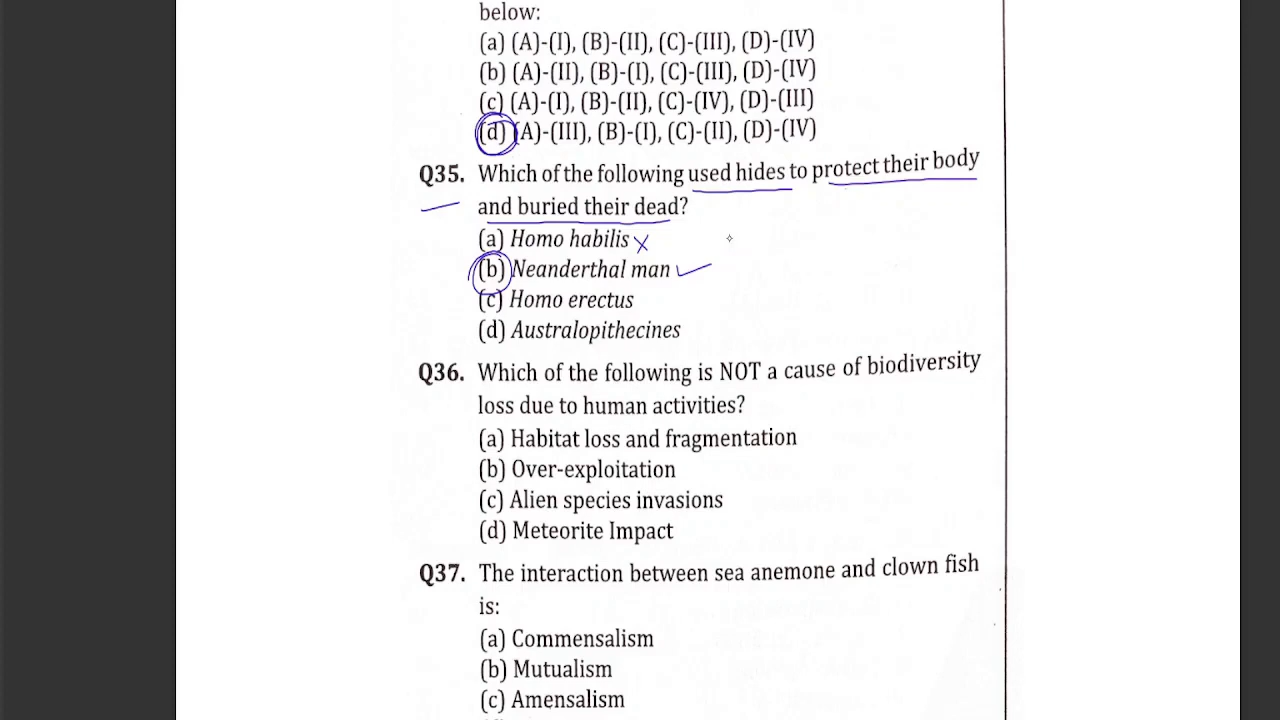 below:
(a) (A)-(I), (B)-(II), (C)-(III), (D)-(IV)
(b) (A)-(II), (B)-(I), (C)-(III), (D)-(IV)
(c) (A)-(I), (B)-(II), (C)-(IV), (D)-(III)
(d) (A)-(III), (B)-(I), (C)-(II), (D)-(IV)
Q35. Which of the following used hides to protect their body
and buried their dead?
(a) Homo habilis
(b) Neanderthal man
(c) Homo erectus
(d) Australopithecines
Q36. Which of the following is NOT a cause of biodiversity
loss due to human activities?
(a) Habitat loss and fragmentation
(b) Over-exploitation
(c) Alien species invasions
(d) Meteorite Impact
Q37. The interaction between sea anemone and clown fish
is:
(a) Commensalism
(b) Mutualism
(c) Amensalism